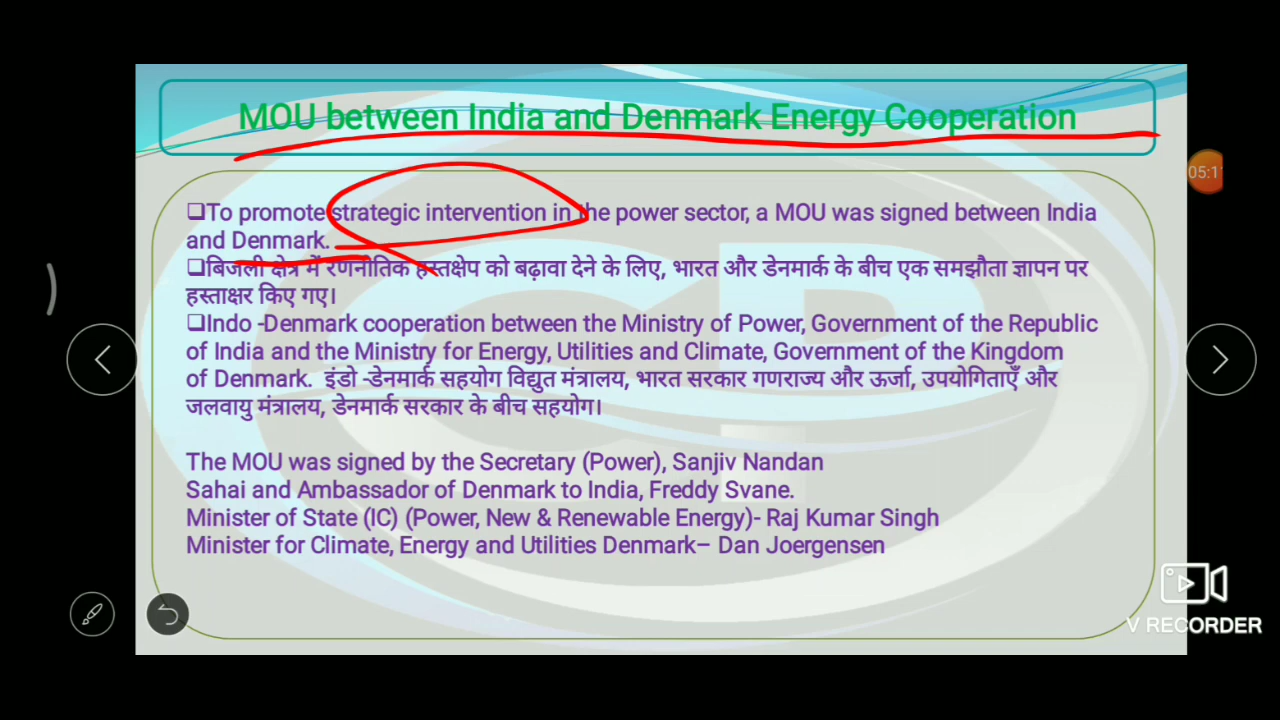 MOU between India and Denmark Energy Cooperation
05:1
❑To promote strategic intervention in the power sector, a MOU was signed between India
and Denmark.
❑बिजली क्षेत्र में रणनीतिक हस्तक्षेप को बढ़ावा देने के लिए, भारत और डेनमार्क के बीच एक समझौता ज्ञापन पर
हस्ताक्षर किए गए।
❑Indo -Denmark cooperation between the Ministry of Power, Government of the Republic
of India and the Ministry for Energy, Utilities and Climate, Government of the Kingdom
of Denmark. इंडो -डेनमार्क सहयोग विद्युत मंत्रालय, भारत सरकार गणराज्य और ऊर्जा, उपयोगिताएँ और
जलवायु मंत्रालय, डेनमार्क सरकार के बीच सहयोग।
The MOU was signed by the Secretary (Power), Sanjiv Nandan
Sahai and Ambassador of Denmark to India, Freddy Svane.
Minister of State (IC) (Power, New & Renewable Energy)- Raj Kumar Singh
Minister for Climate, Energy and Utilities Denmark– Dan Joergensen
V RECORDER